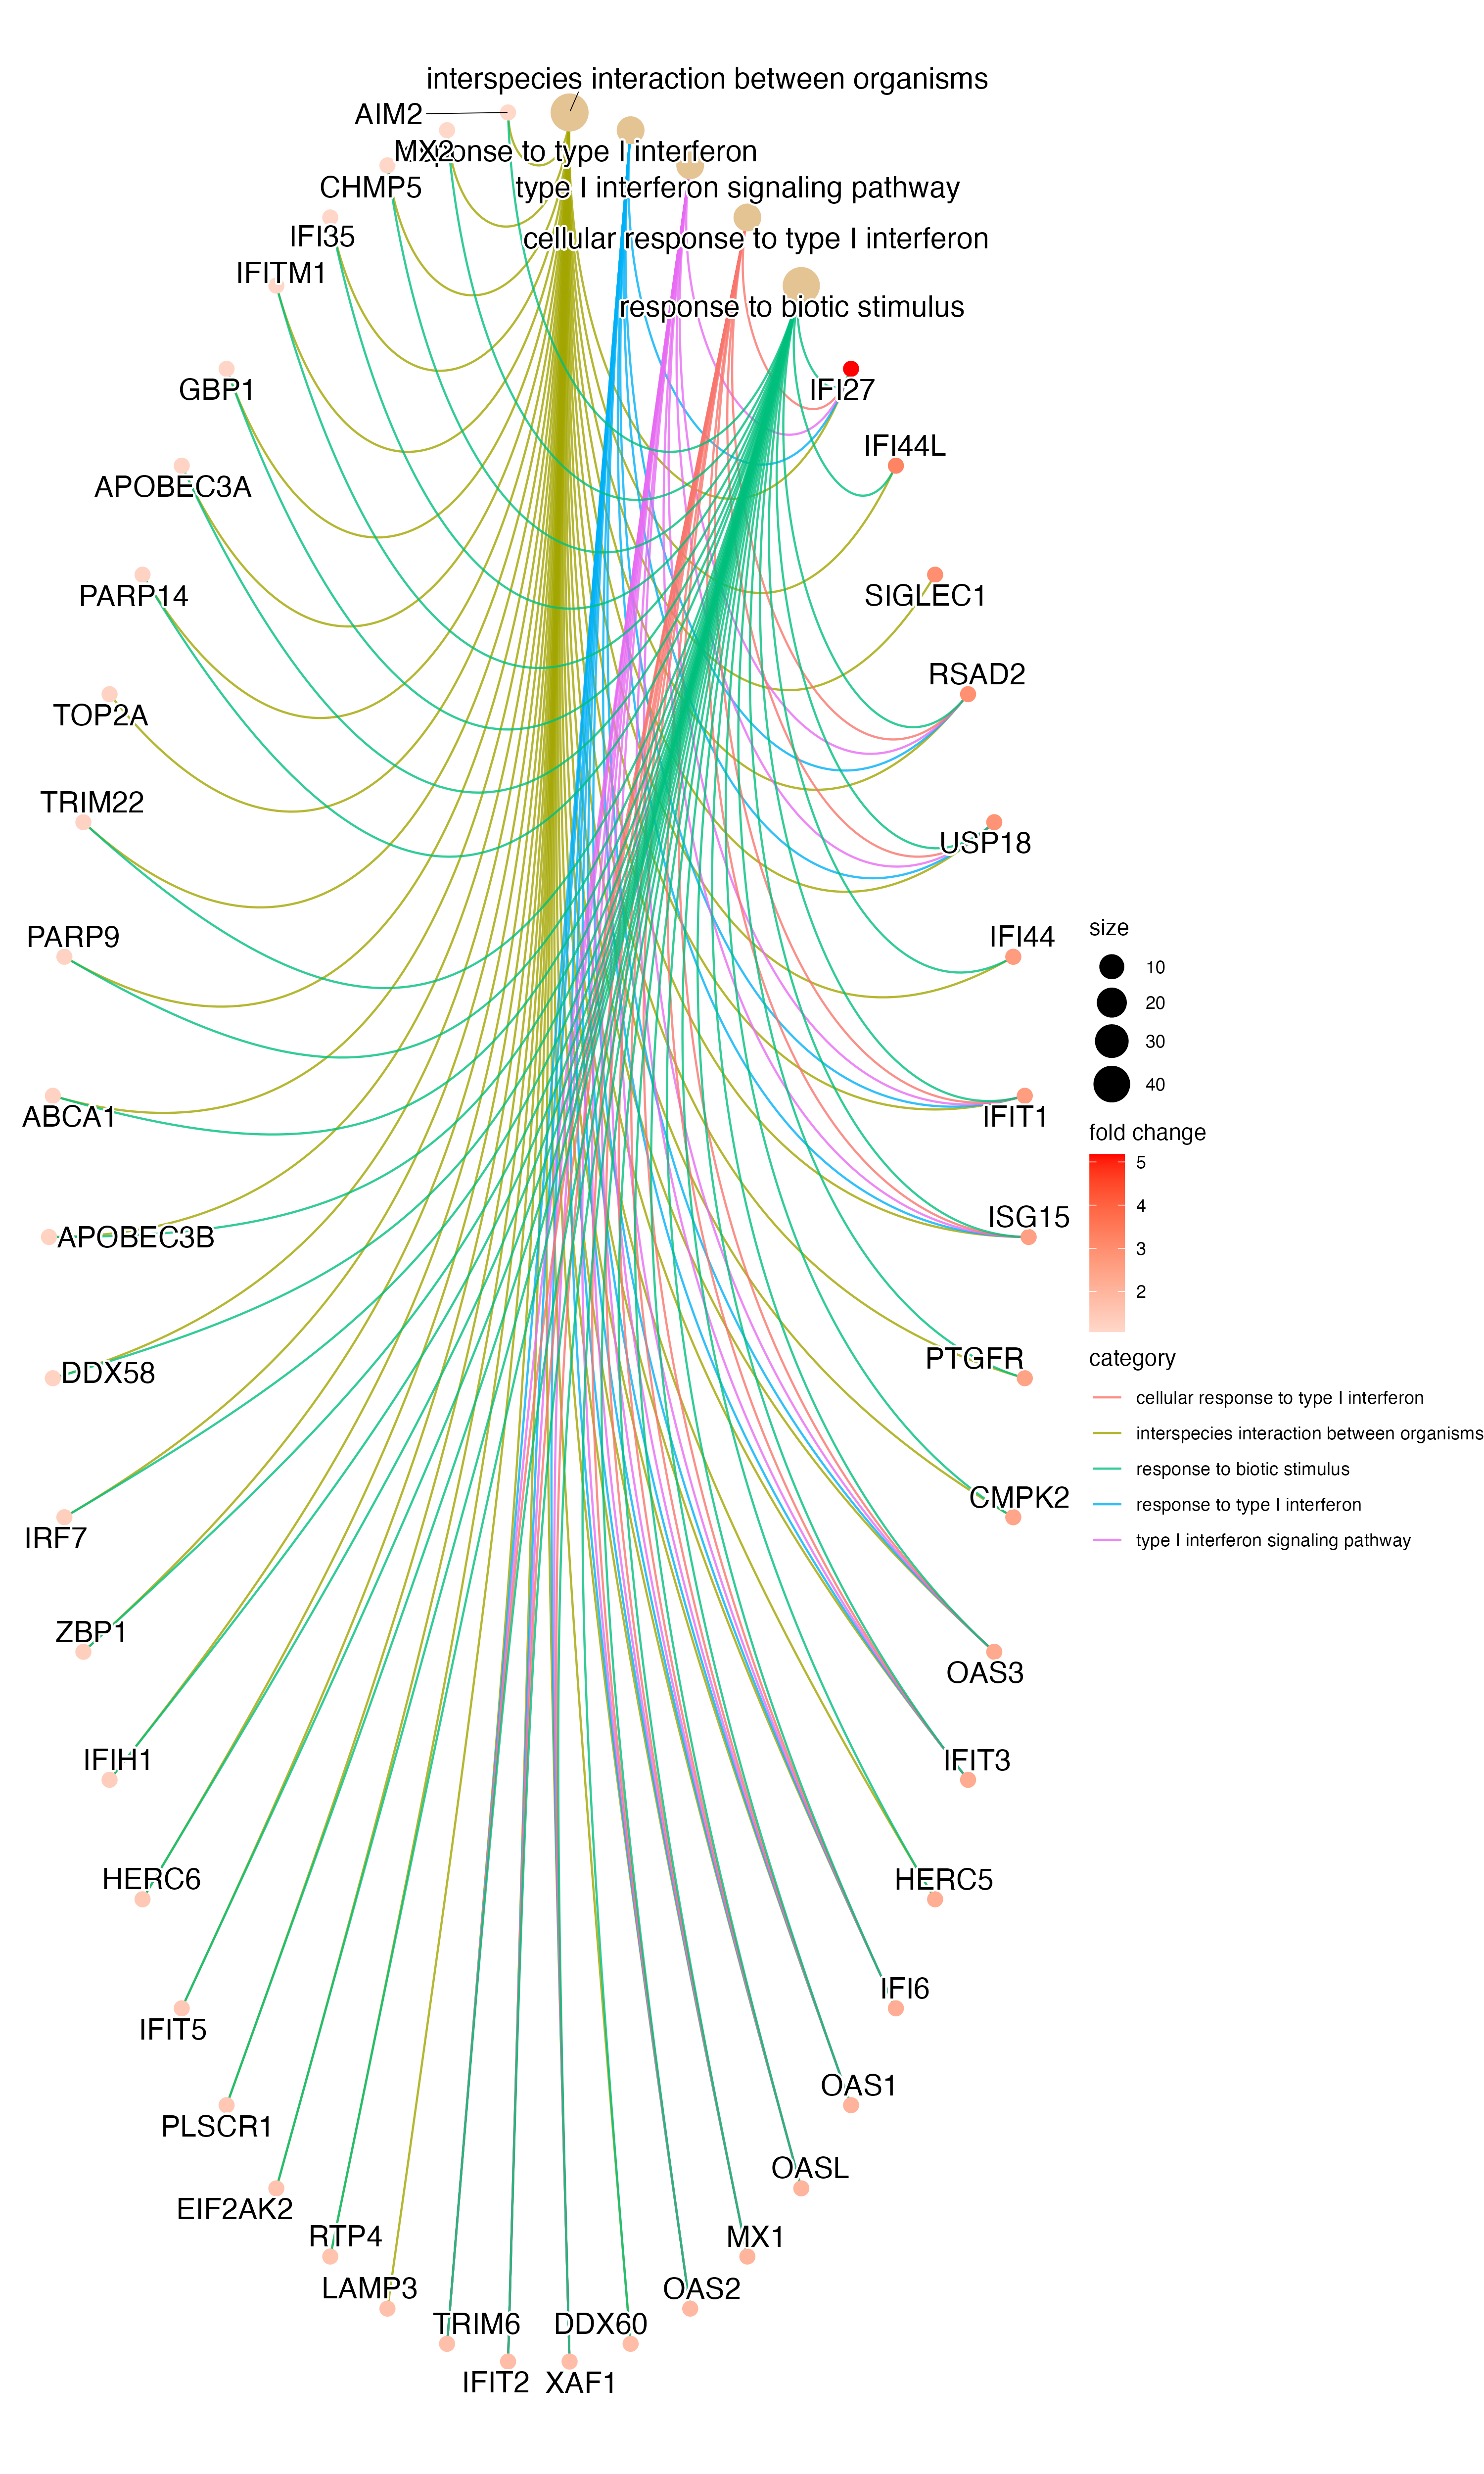 interspecies interaction between organisms
AIM2
MX2
to type I interferon
CHMP5
type I interferon signaling pathway
IFI35
cellular response to type I interferon
IFITM1
response to biotic stimulus
GBP1
IFI27
IFI44L
APOBEC3A
PARP14
SIGLEC1
RSAD2
TOP2A
TRIM22
USP18
PARP9
IFI44
ABCA1
IFIT1
ISG15
APOBEC3B
PTGFR
DDX58
CMPK2
IRF7
ZBP1
OAS3
IFIH1
IFIT3
HERC6
HERC5
IFI6
IFIT5
OAS1
PLSCR1
OASL
EIF2AK2
RTP4
MX1
LAMP3
OAS2
TRIM6
DDX60
IFIT2
XAF1
size
10
20
30
40
fold change
5
4
3
2
category
cellular response to type I interferon
interspecies interaction between organisms
response to biotic stimulus
response to type I interferon
type I interferon signaling pathway